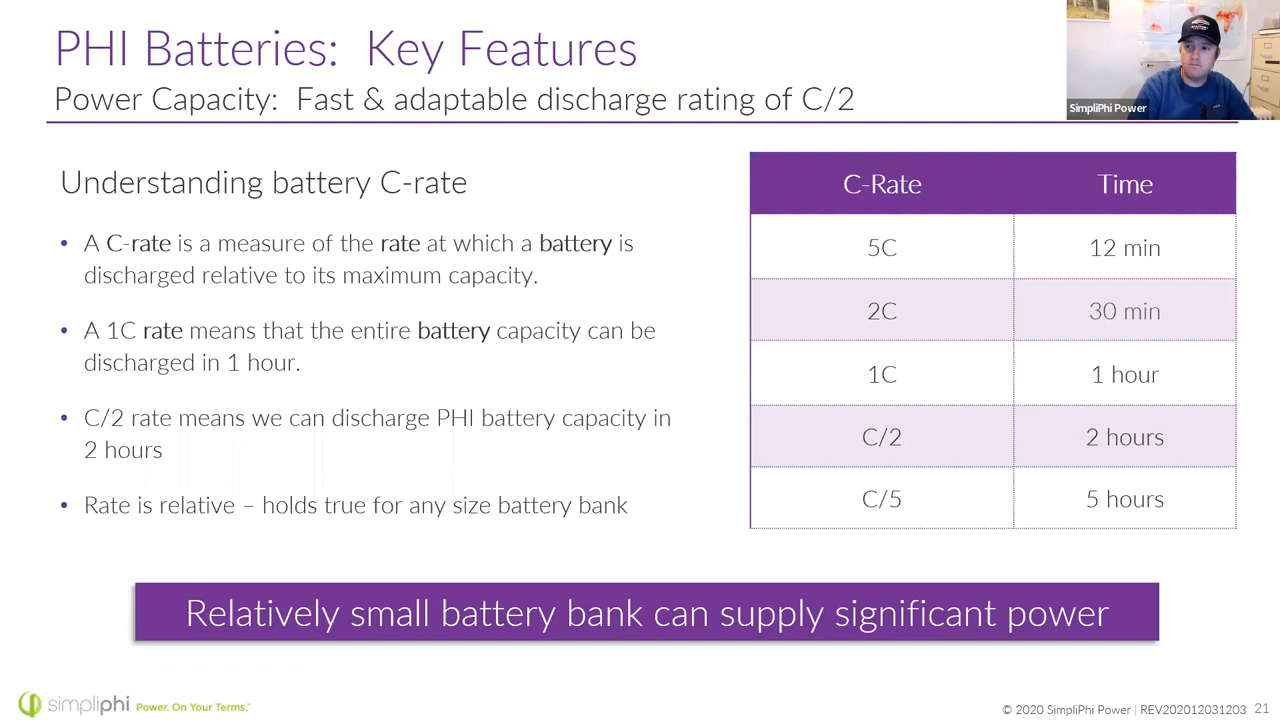 PHI Batteries: Key Features
Power Capacity: Fast & adaptable discharge rating of C/2
SimpliPhi Power
Understanding battery C-rate
• A C-rate is a measure of the rate at which a battery is
discharged relative to its maximum capacity.
• A 1C rate means that the entire battery capacity can be
discharged in 1 hour.
• C/2 rate means we can discharge PHI battery capacity in
2 hours
• Rate is relative – holds true for any size battery bank
C-Rate Time
5C 12 min
2C 30 min
1C 1 hour
C/2 2 hours
C/5 5 hours
Relatively small battery bank can supply significant power
simpliphi Power. On Your Terms.™
© 2020 SimpliPhi Power | REV202012031203 21